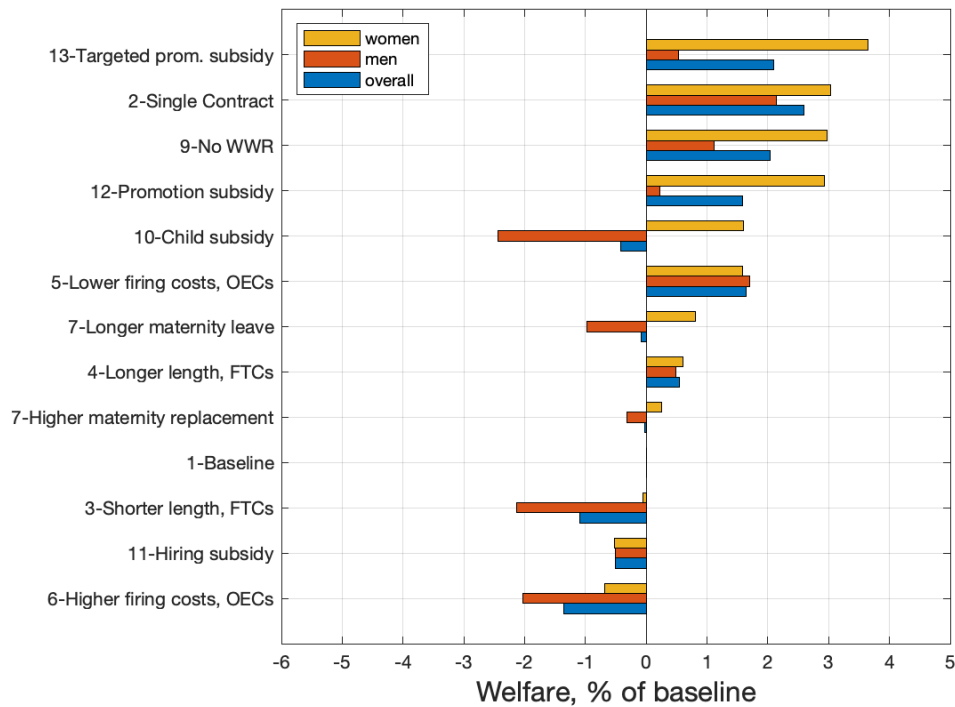 women
men
overall
13-Targeted prom. subsidy
2-Single Contract
9-No WWR
12-Promotion subsidy
10-Child subsidy
5-Lower firing costs, OECs
7-Longer maternity leave
4-Longer length, FTCs
7-Higher maternity replacement
1-Baseline
3-Shorter length, FTCs
11-Hiring subsidy
6-Higher firing costs, OECs
-6 -5 -4 -3 -2 -1 0 1 2 3 4 5
Welfare, % of baseline